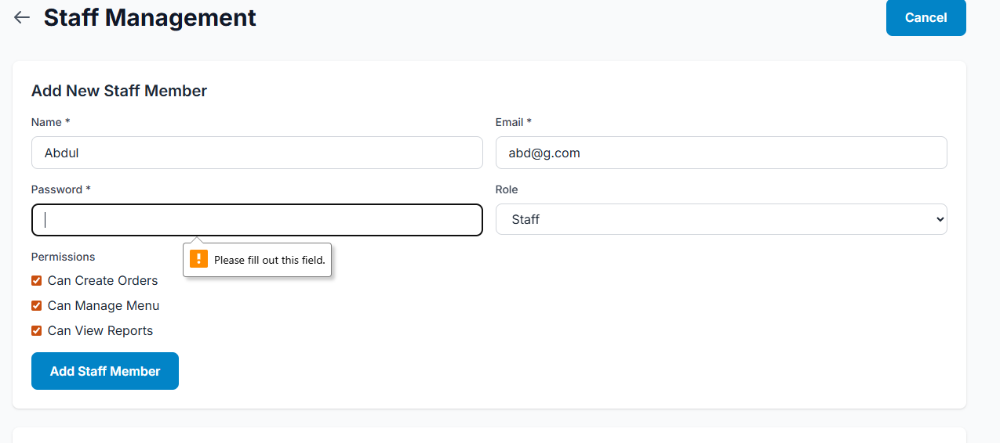 Staff Management
Cancel
Add New Staff Member
Name *
Email *
Abdul
abd@g.com
Password *
Role
Staff
Please fill out this field.
Permissions
Can Create Orders
Can Manage Menu
Can View Reports
Add Staff Member